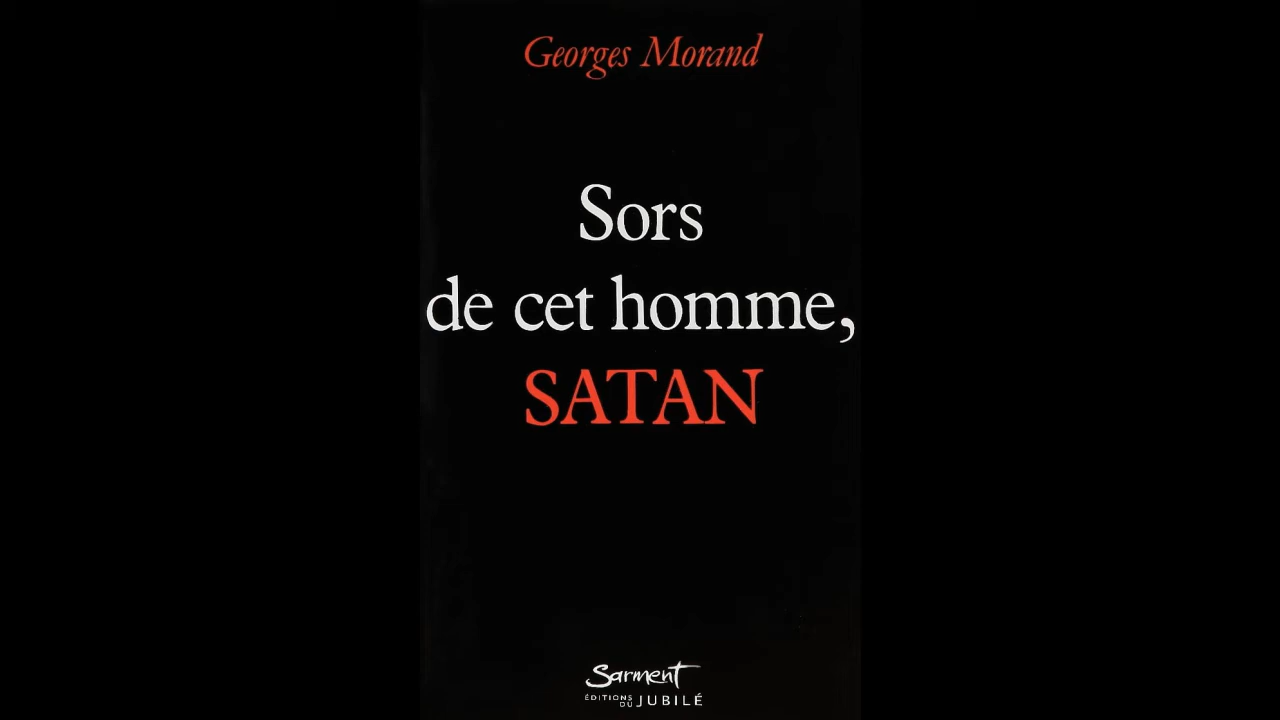 Georges Morand
Sors
de cet homme,
SATAN
Sarment
ÉDITIONS DU JUBILÉ